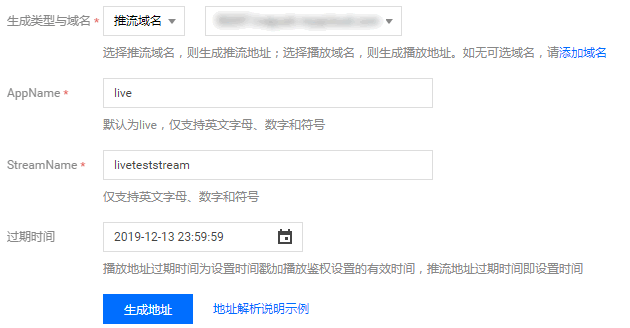 生成类型与域名 * 推流域名
选择推流域名，则生成推流地址；选择播放域名，则生成播放地址。如无可选域名，请添加域名
AppName * live
默认为live，仅支持英文字母、数字和符号
StreamName * liveteststream
仅支持英文字母、数字和符号
过期时间 2019-12-13 23:59:59
播放地址过期时间为设置时间戳加播放鉴权设置的有效时间，推流地址过期时间即设置时间
生成地址 地址解析说明示例